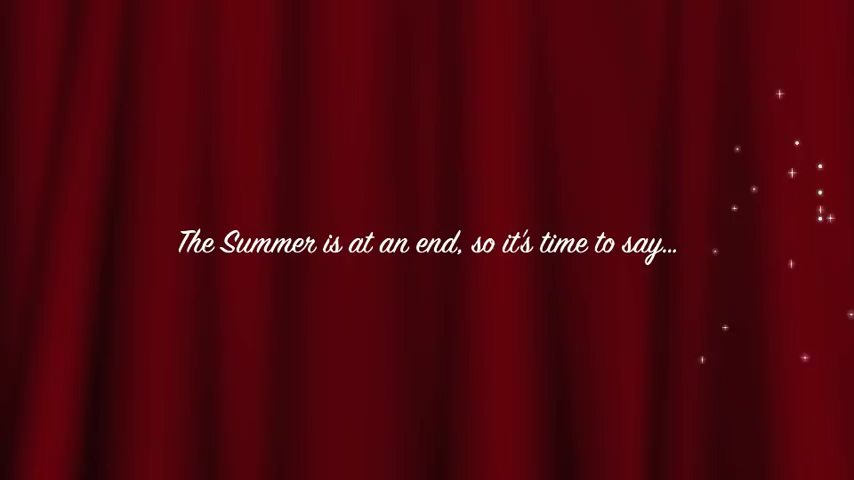 The Summer is at an end, so it's time to say...